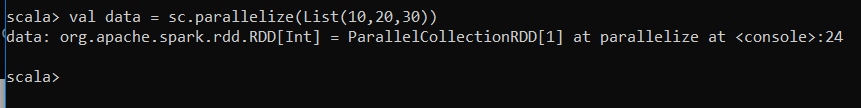 scala> val data = sc.parallelize(List(10,20,30))
data: org.apache.spark.rdd.RDD[Int] = ParallelCollectionRDD[1] at parallelize at <console>:24
scala>